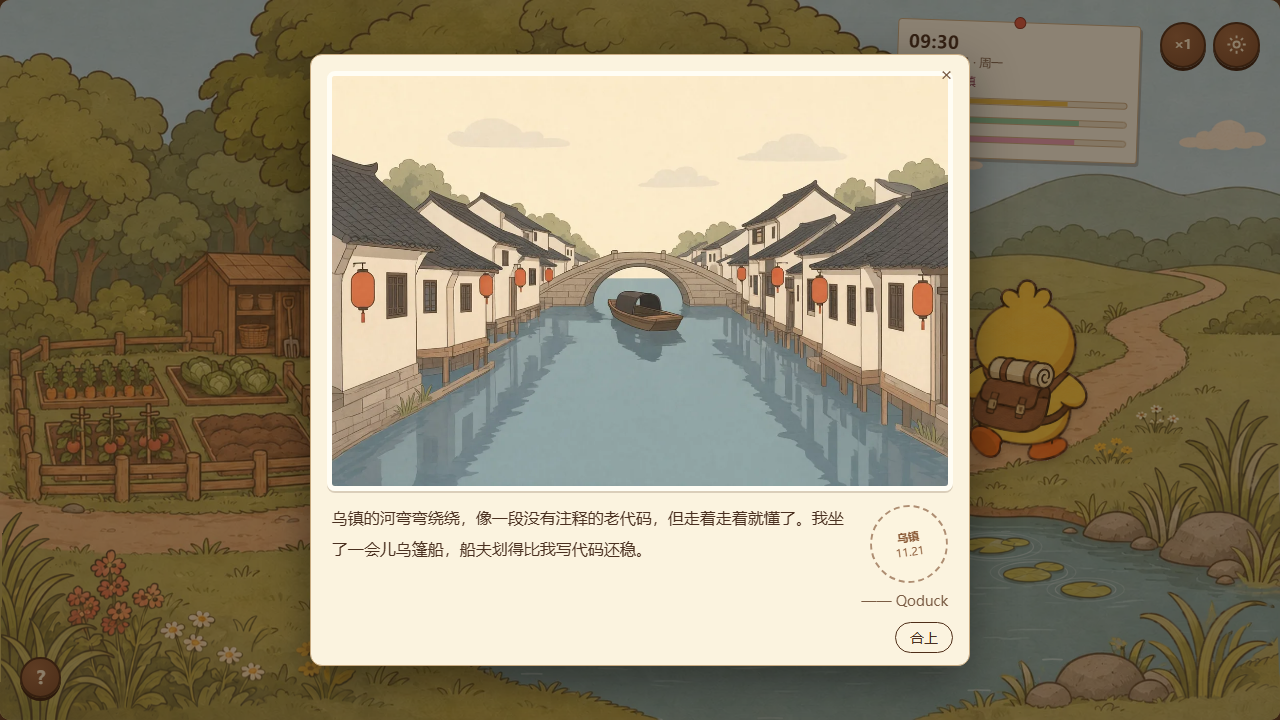 09:30
×1
· 周一
×
乌镇的河弯弯绕绕，像一段没有注释的老代码，但走着走着就懂了。我坐
了一会儿乌篷船，船夫划得比我写代码还稳。
乌镇
11.21
—— Qoduck
合上
?